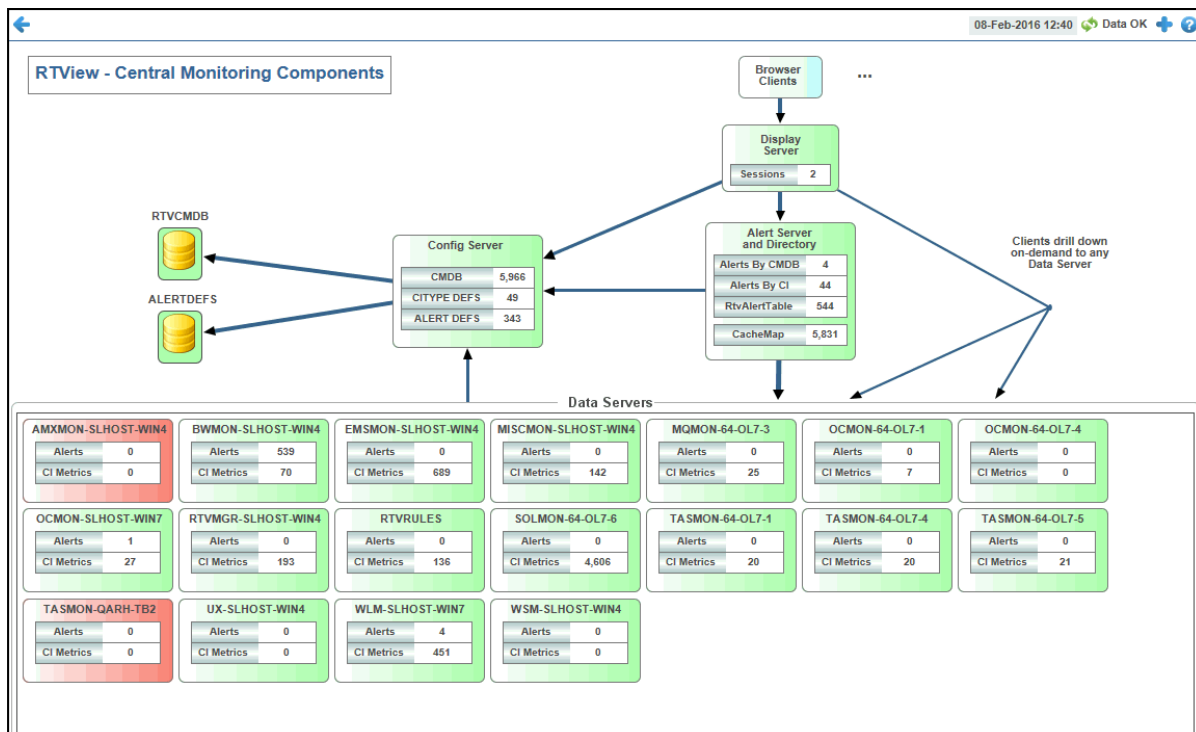 08-Feb-2016 12:40 Data OK
RTView - Central Monitoring Components
Browser
Clients
...
Display
Server
Sessions 2
RTVCMDB
ALERTDEFS
Config Server
CMDB 5,966
CITYPE DEFS 49
ALERT DEFS 343
Alert Server
and Directory
Alerts By CMDB 4
Alerts By CI 44
RtvAlertTable 544
CacheMap 5,831
Clients drill down
on-demand to any
Data Server
Data Servers
AMXMON-SLHOST-WIN4
Alerts 0
CI Metrics 0
BWMON-SLHOST-WIN4
Alerts 539
CI Metrics 70
EMSMON-SLHOST-WIN4
Alerts 0
CI Metrics 689
MISCMON-SLHOST-WIN4
Alerts 0
CI Metrics 142
MQMON-64-OL7-3
Alerts 0
CI Metrics 25
OCMON-64-OL7-1
Alerts 0
CI Metrics 7
OCMON-64-OL7-4
Alerts 0
CI Metrics 0
OCMON-SLHOST-WIN7
Alerts 1
CI Metrics 27
RTVMGR-SLHOST-WIN4
Alerts 0
CI Metrics 193
RTVRULES
Alerts 0
CI Metrics 136
SOLMON-64-OL7-6
Alerts 0
CI Metrics 4,606
TASMON-64-OL7-1
Alerts 0
CI Metrics 20
TASMON-64-OL7-4
Alerts 0
CI Metrics 20
TASMON-64-OL7-5
Alerts 0
CI Metrics 21
TASMON-QARH-TB2
Alerts 0
CI Metrics 0
UX-SLHOST-WIN4
Alerts 0
CI Metrics 0
WLM-SLHOST-WIN7
Alerts 4
CI Metrics 451
WSM-SLHOST-WIN4
Alerts 0
CI Metrics 0